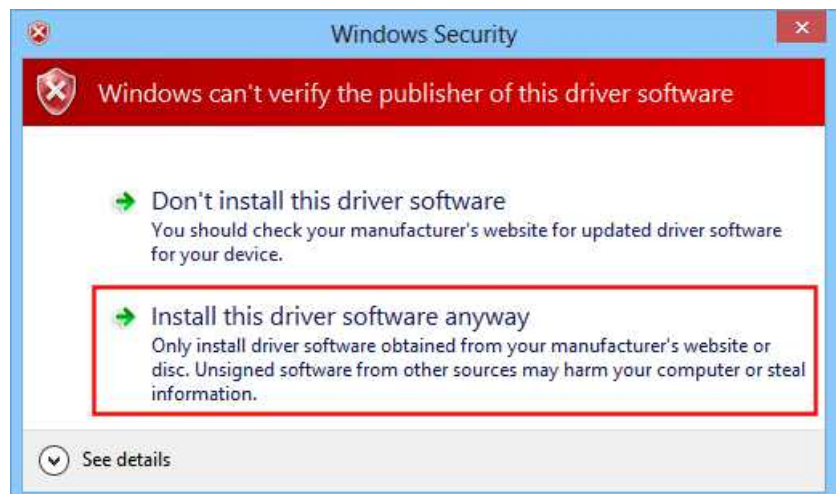 Windows Security
Windows can't verify the publisher of this driver software
Don't install this driver software
You should check your manufacturer's website for updated driver software
for your device.
Install this driver software anyway
Only install driver software obtained from your manufacturer's website or
disc. Unsigned software from other sources may harm your computer or steal
information.
See details